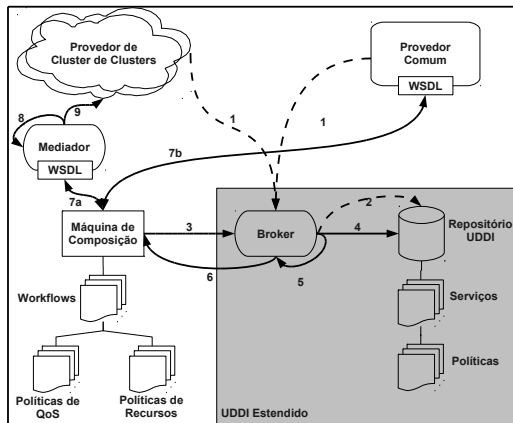 Provedor de
Cluster de Clusters
Provedor
Comum
WSDL
1
1
8
9
Mediador
WSDL
7b
7a
2
Máquina de
Composição
3
Broker
4
Repositório
UDDI
6
5
Workflows
Serviços
Políticas
Políticas de
QoS
Políticas de
Recursos
UDDI Estendido